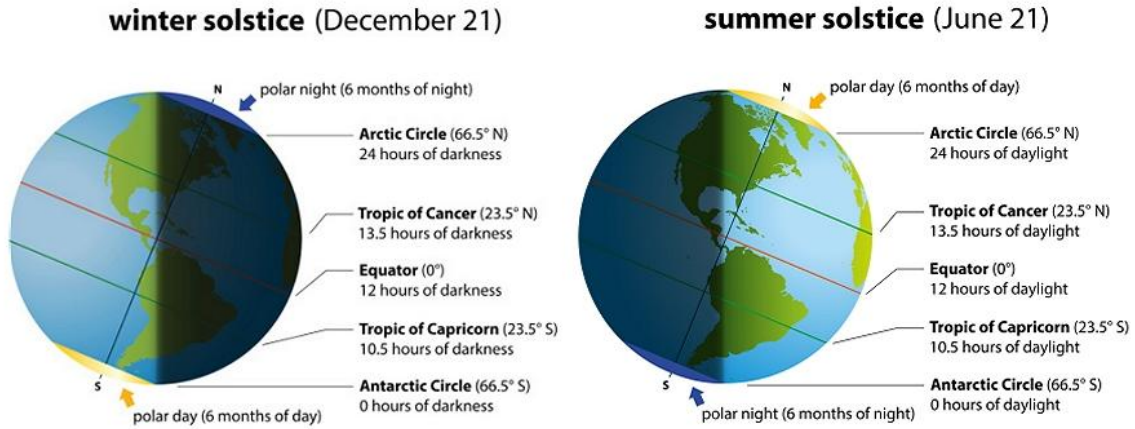 winter solstice (December 21)
N
polar night (6 months of night)
Arctic Circle (66.5° N)
24 hours of darkness
Tropic of Cancer (23.5° N)
13.5 hours of darkness
Equator (0°)
12 hours of darkness
Tropic of Capricorn (23.5° S)
10.5 hours of darkness
Antarctic Circle (66.5° S)
0 hours of darkness
S
polar day (6 months of day)
summer solstice (June 21)
N
polar day (6 months of day)
Arctic Circle (66.5° N)
24 hours of daylight
Tropic of Cancer (23.5° N)
13.5 hours of daylight
Equator (0°)
12 hours of daylight
Tropic of Capricorn (23.5° S)
10.5 hours of daylight
Antarctic Circle (66.5° S)
0 hours of daylight
S
polar night (6 months of night)